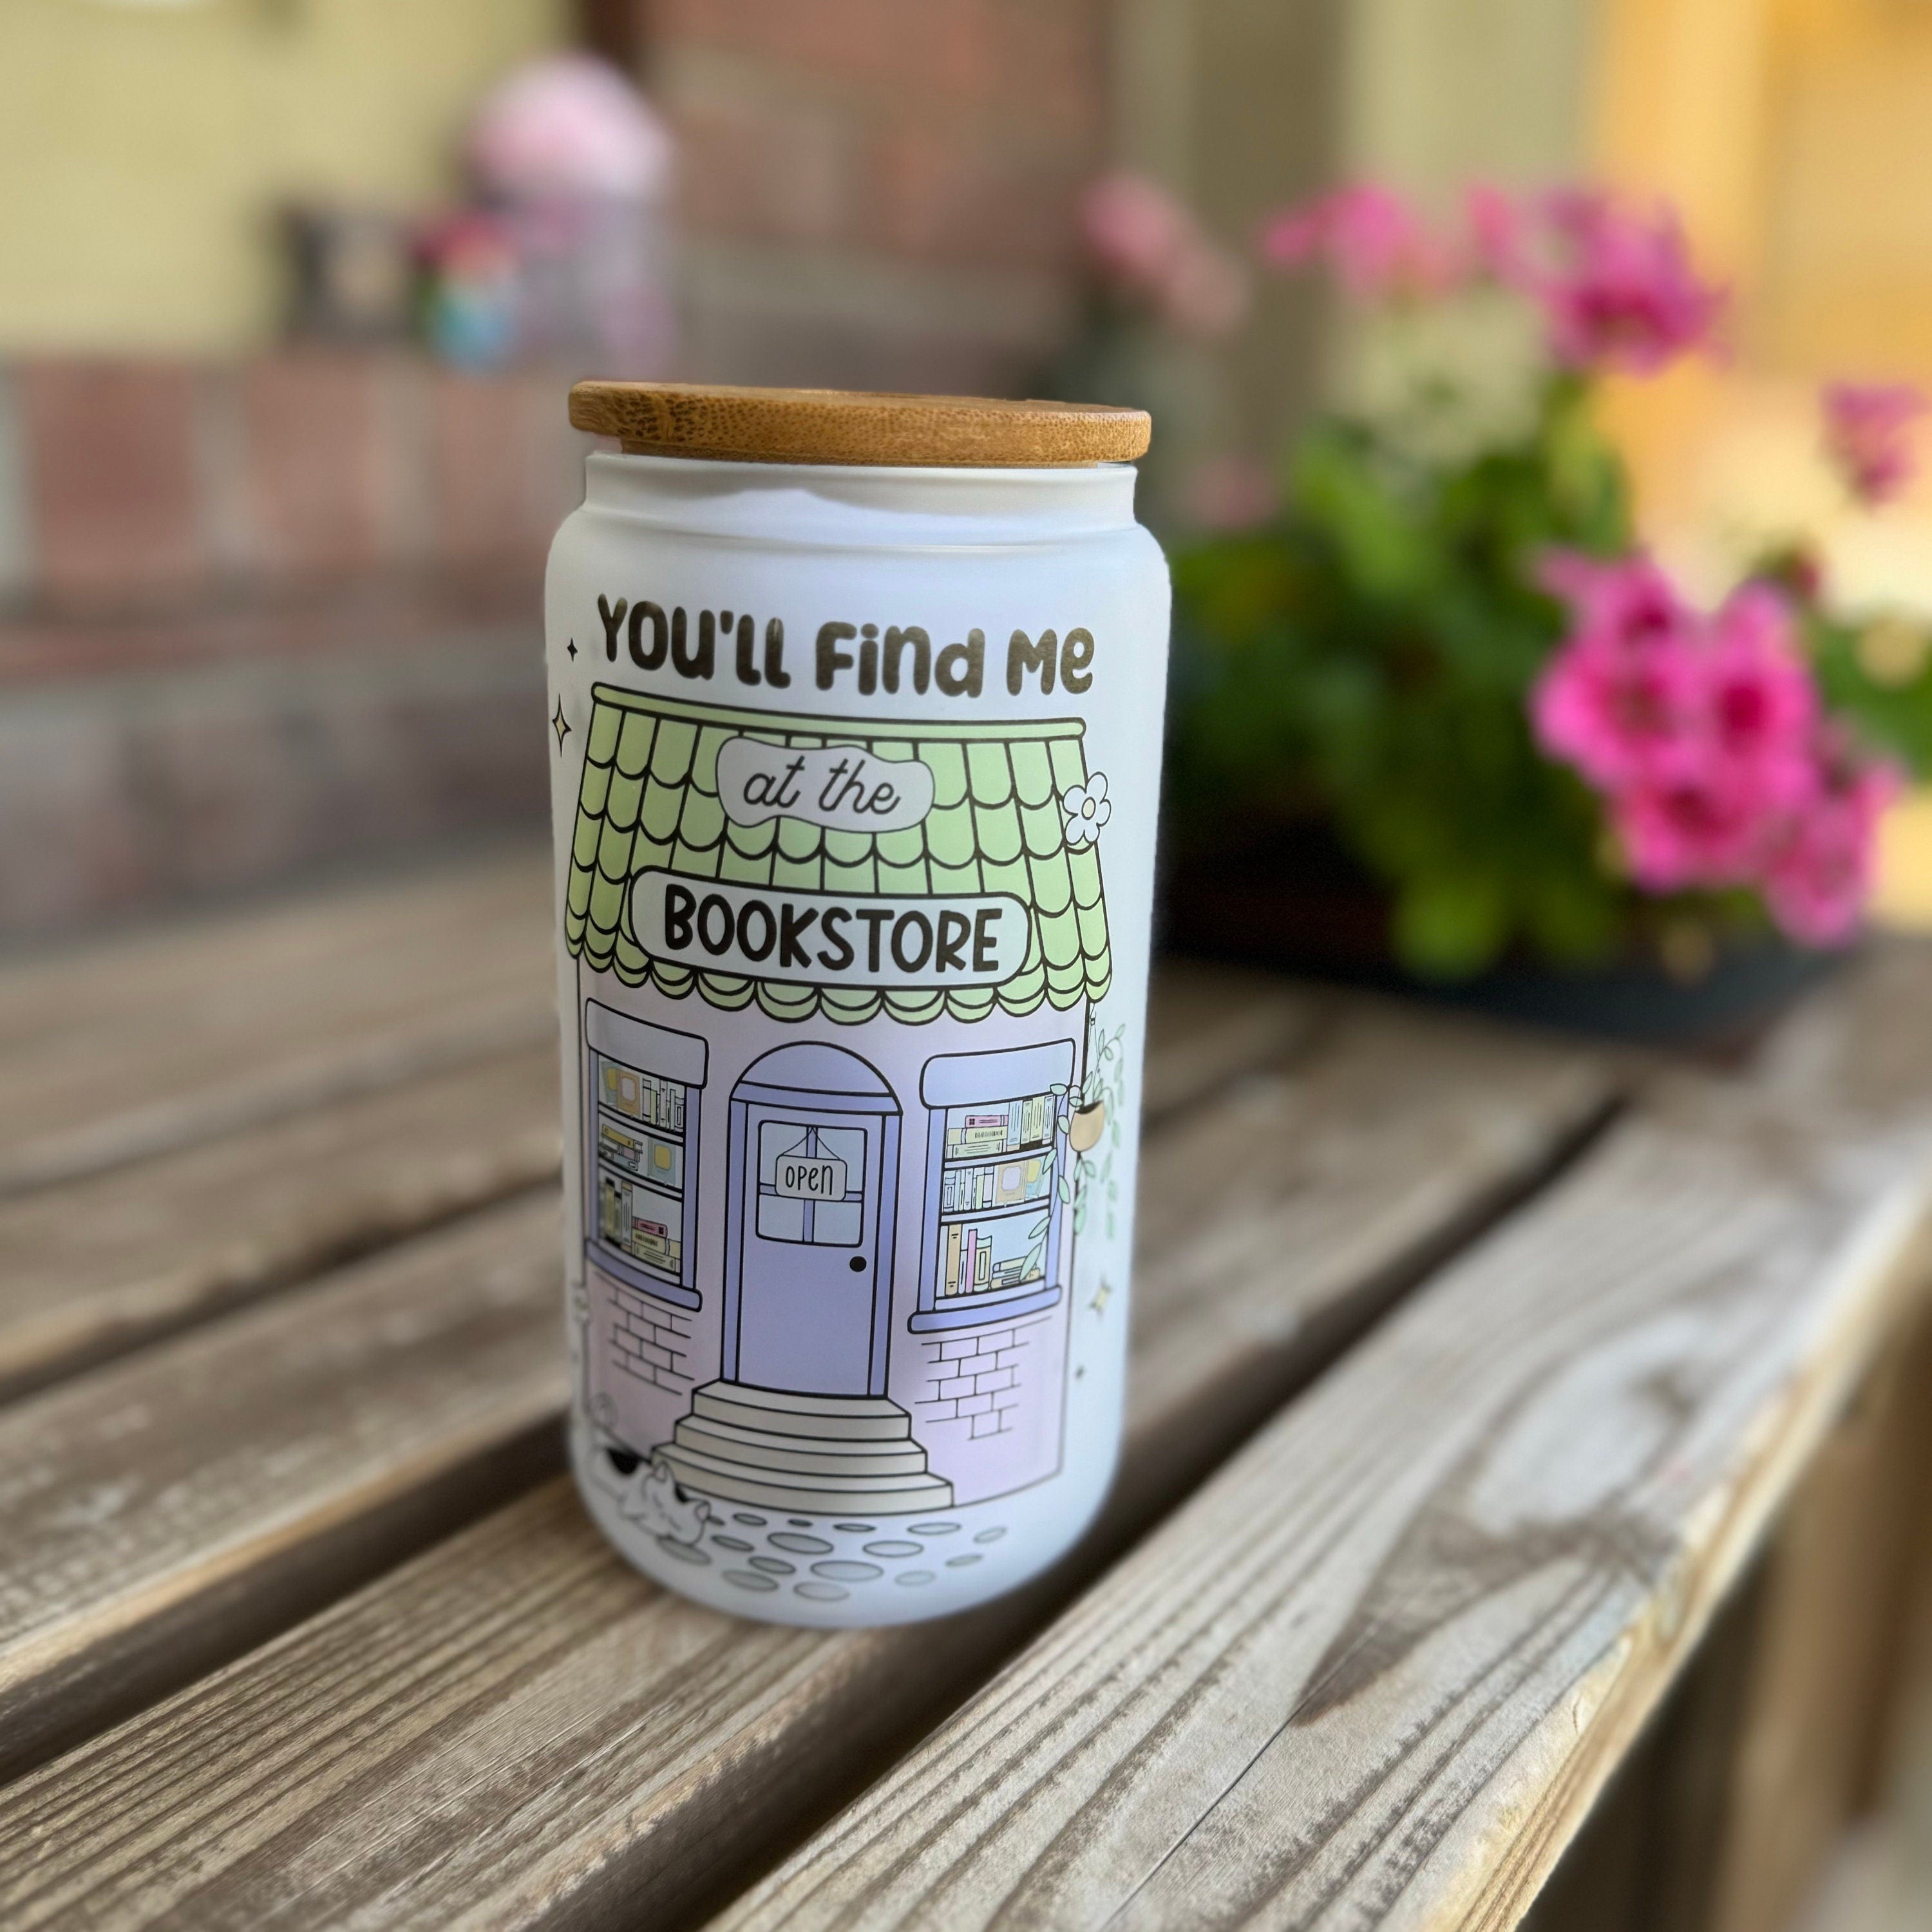 YOU'LL Find Me
at the
BOOKSTORE
OPEN